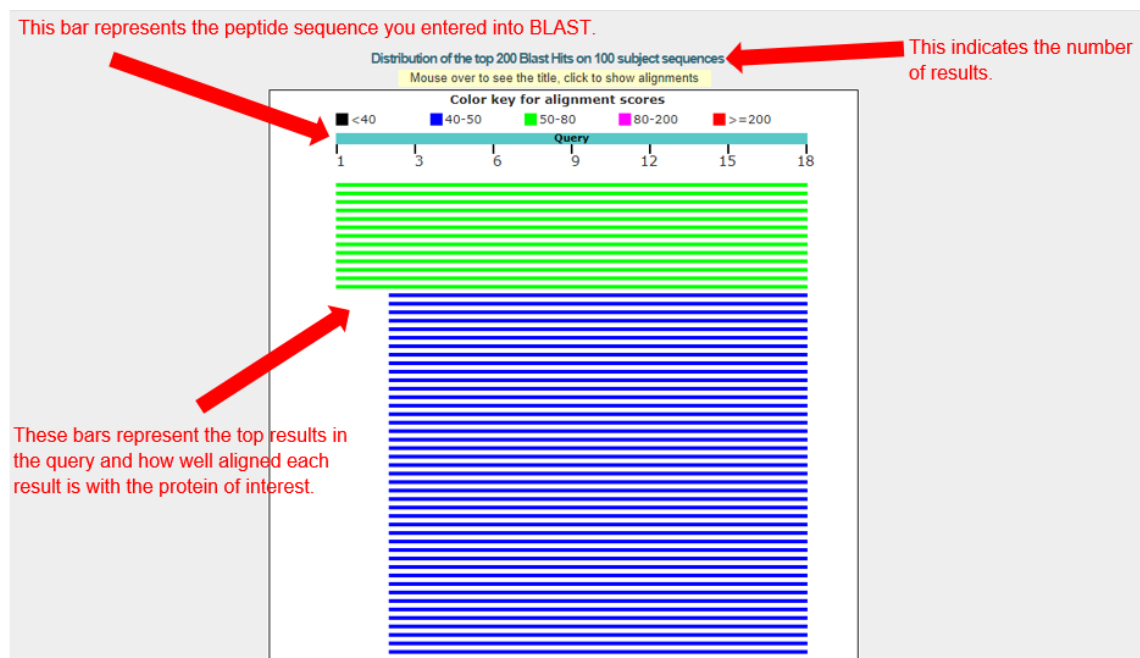 This bar represents the peptide sequence you entered into BLAST.
Distribution of the top 200 Blast Hits on 100 subject sequences
This indicates the number
of results.
Mouse over to see the title, click to show alignments
Color key for alignment scores
<40 40-50 50-80 80-200 >=200
Query
1 3 6 9 12 15 18
These bars represent the top results in
the query and how well aligned each
result is with the protein of interest.